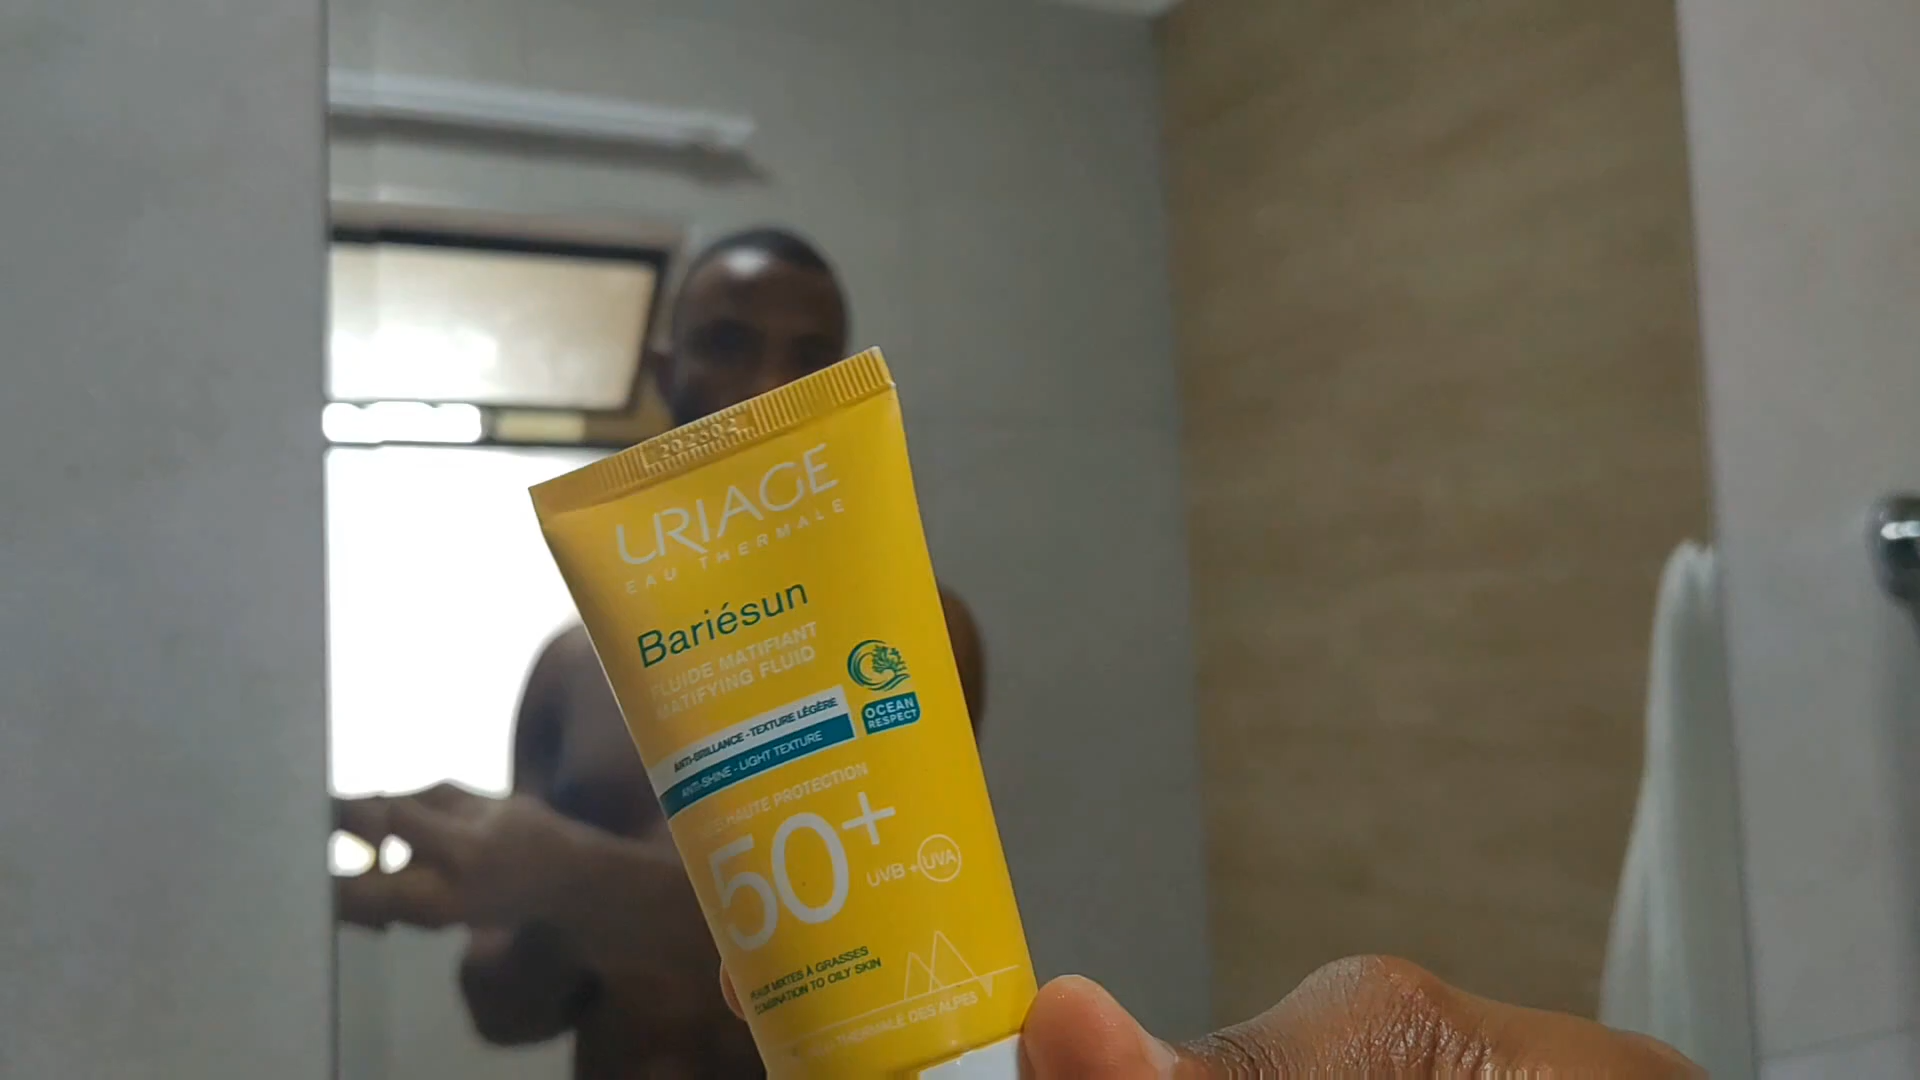 202302
URIAGE
EAU THERMALE
Bariésun
FLUIDE MATIFIANT
MATIFYING FLUID
ANTI-BRILLANCE - TEXTURE LÉGÈRE
ANTI-SHINE - LIGHT TEXTURE
OCEAN
RESPECT
HAUTE PROTECTION
50+
UVB + UVA
PEAUX MIXTES À GRASSES
COMBINATION TO OILY SKIN
THERMALE DES ALPES